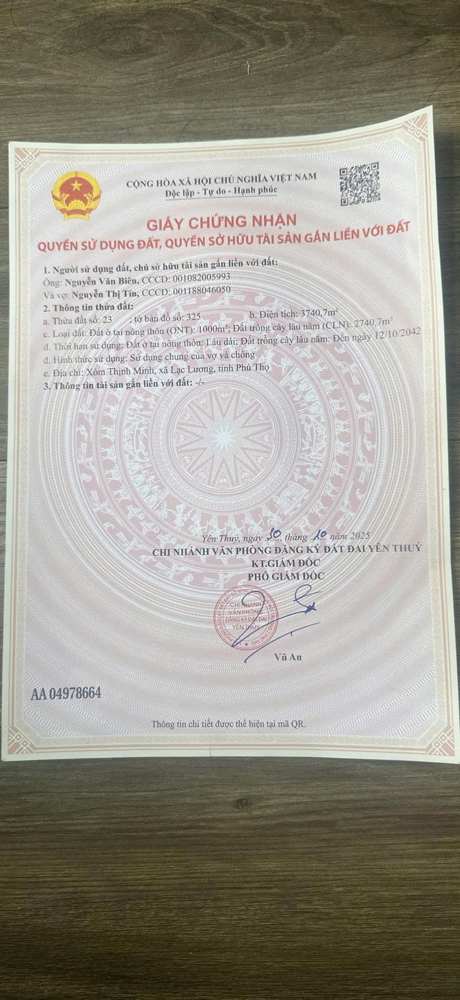 CỘNG HÒA XÃ HỘI CHỦ NGHĨA VIỆT NAM
Độc lập - Tự do - Hạnh phúc
GIẤY CHỨNG NHẬN
QUYỀN SỬ DỤNG ĐẤT, QUYỀN SỞ HỮU TÀI SẢN GẮN LIỀN VỚI ĐẤT
1. Người sử dụng đất, chủ sở hữu tài sản gắn liền với đất:
Ông: Nguyễn Văn Biên, CCCD: 001082005993
Và vợ: Nguyễn Thị Tín, CCCD: 001188046050
2. Thông tin thửa đất:
a. Thửa đất số: 23 ; tờ bản đồ số: 325 b. Diện tích: 3740,7m²
c. Loại đất: Đất ở tại nông thôn (ONT): 1000m²; Đất trồng cây lâu năm (CLN): 2740,7m²
d. Thời hạn sử dụng: Đất ở tại nông thôn: Lâu dài; Đất trồng cây lâu năm: Đến ngày 12/10/2042
đ. Hình thức sử dụng: Sử dụng chung của vợ và chồng
e. Địa chỉ: Xóm Thịnh Minh, xã Lạc Lương, tỉnh Phú Thọ
3. Thông tin tài sản gắn liền với đất: -/-
Yên Thuỷ, ngày 30 tháng 10 năm 2025
CHI NHÁNH VĂN PHÒNG ĐĂNG KÝ ĐẤT ĐAI YÊN THUỶ
KT.GIÁM ĐỐC
PHÓ GIÁM ĐỐC
CHI NHÁNH
VĂN PHÒNG
ĐĂNG KÝ ĐẤT ĐAI
YÊN THỦY
Vũ An
AA 04978664
Thông tin chi tiết được thể hiện tại mã QR.